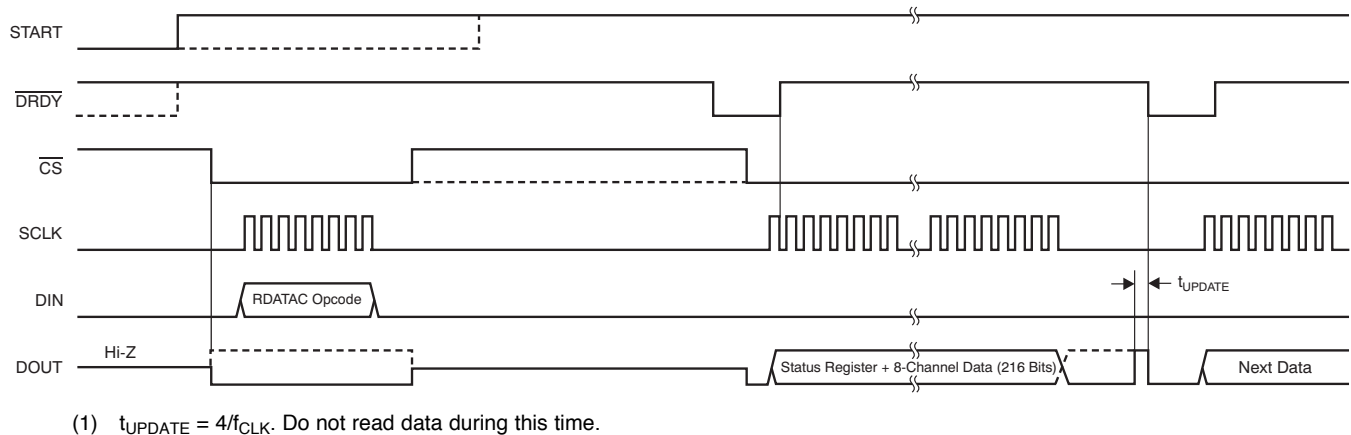 START
DRDY
CS
SCLK
DIN
RDATAC Opcode
tUPDATE
DOUT
Hi-Z
Status Register + 8-Channel Data (216 Bits)
Next Data
(1) tUPDATE = 4/fCLK. Do not read data during this time.